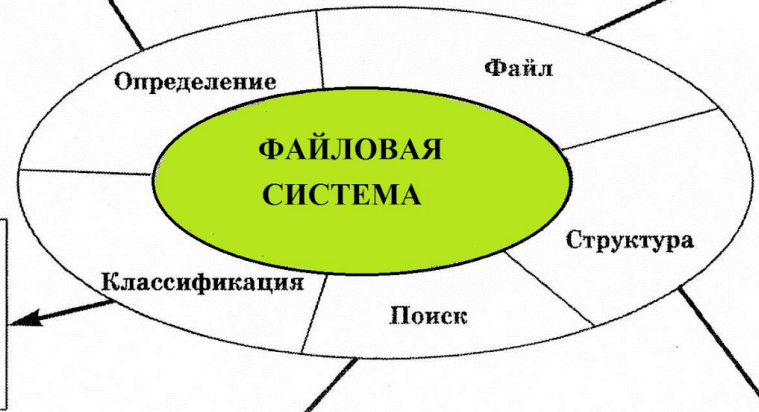 Определение
Файл
ФАЙЛОВАЯ
СИСТЕМА
Структура
Классификация
Поиск